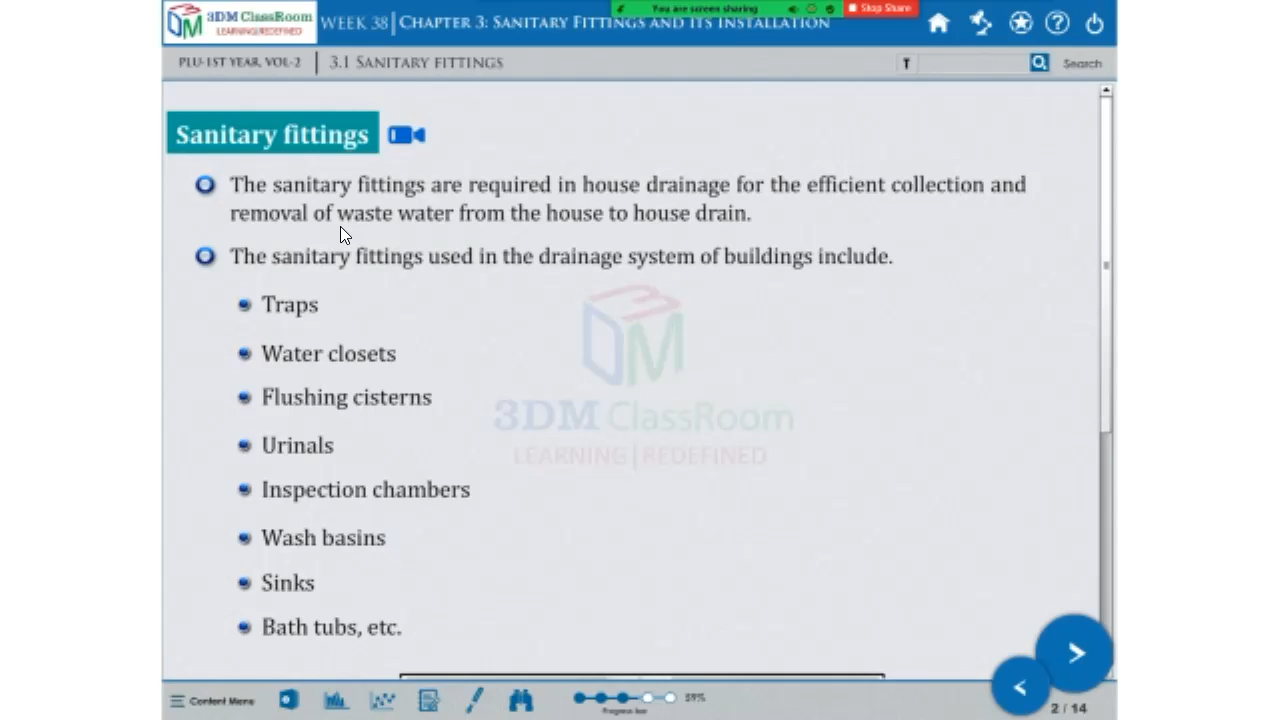 3DM ClassRoom
LEARNING|REDEFINED
WEEK 38| CHAPTER 3: SANITARY FITTINGS AND ITS INSTALLATION
You are screen sharing
Stop Share
PLU-1ST YEAR, VOL-2
3.1 SANITARY FITTINGS
T
Search
Sanitary fittings
The sanitary fittings are required in house drainage for the efficient collection and
removal of waste water from the house to house drain.
The sanitary fittings used in the drainage system of buildings include.
Traps
Water closets
Flushing cisterns
Urinals
Inspection chambers
Wash basins
Sinks
Bath tubs, etc.
3DM ClassRoom
LEARNING|REDEFINED
Content Menu
Progress bar
59%
2 / 14